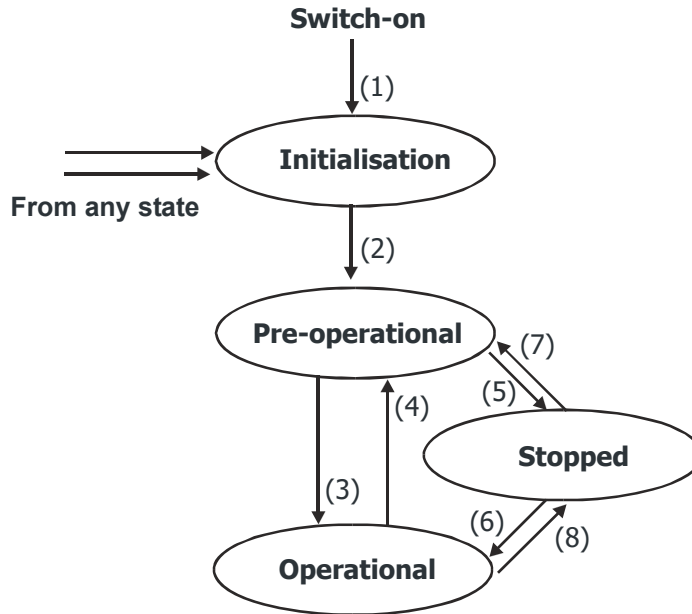 Switch-on
(1)
Initialisation
From any state
(2)
Pre-operational
(7)
(5)
(4)
Stopped
(3)
(6)
(8)
Operational